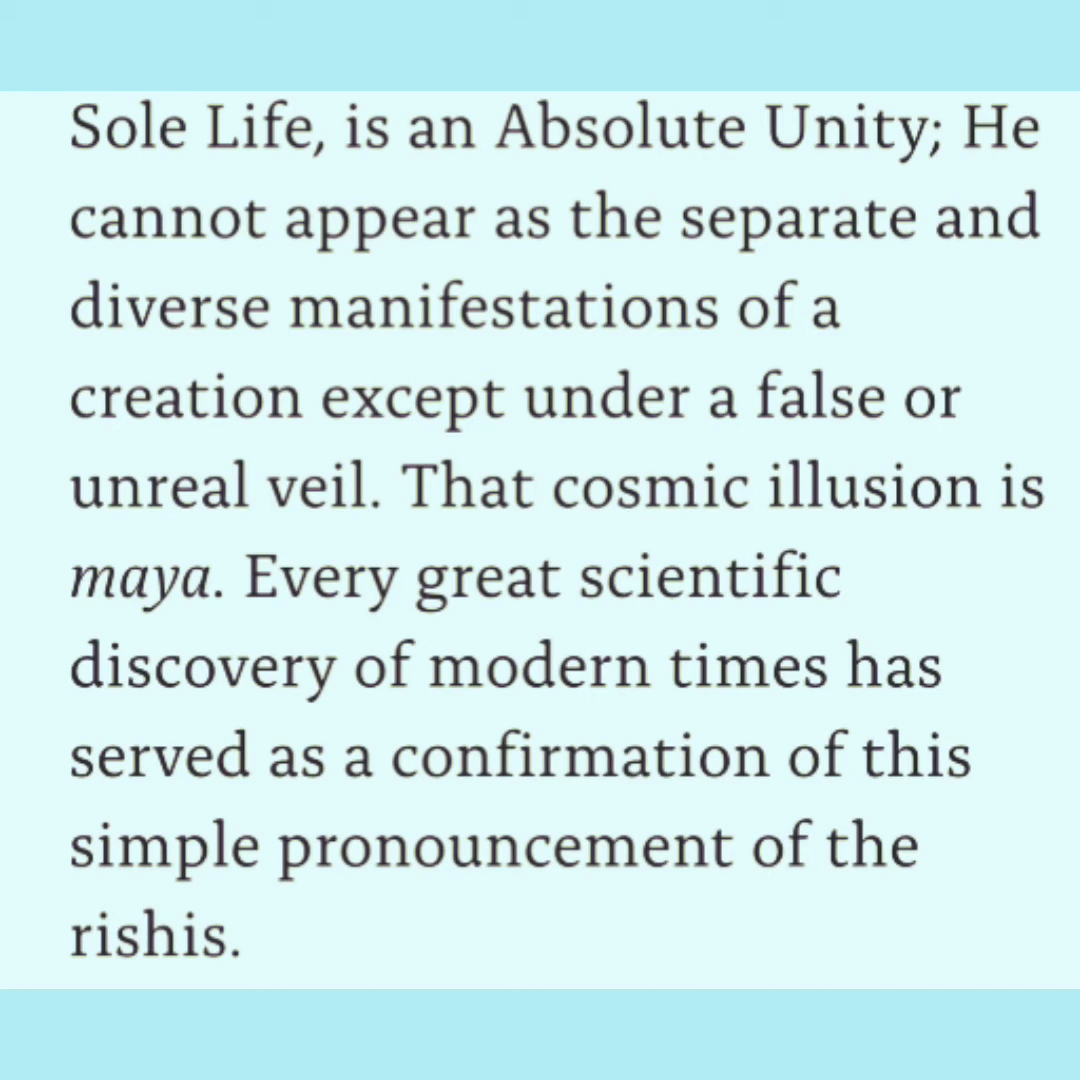 Sole Life, is an Absolute Unity; He
cannot appear as the separate and
diverse manifestations of a
creation except under a false or
unreal veil. That cosmic illusion is
maya. Every great scientific
discovery of modern times has
served as a confirmation of this
simple pronouncement of the
rishis.